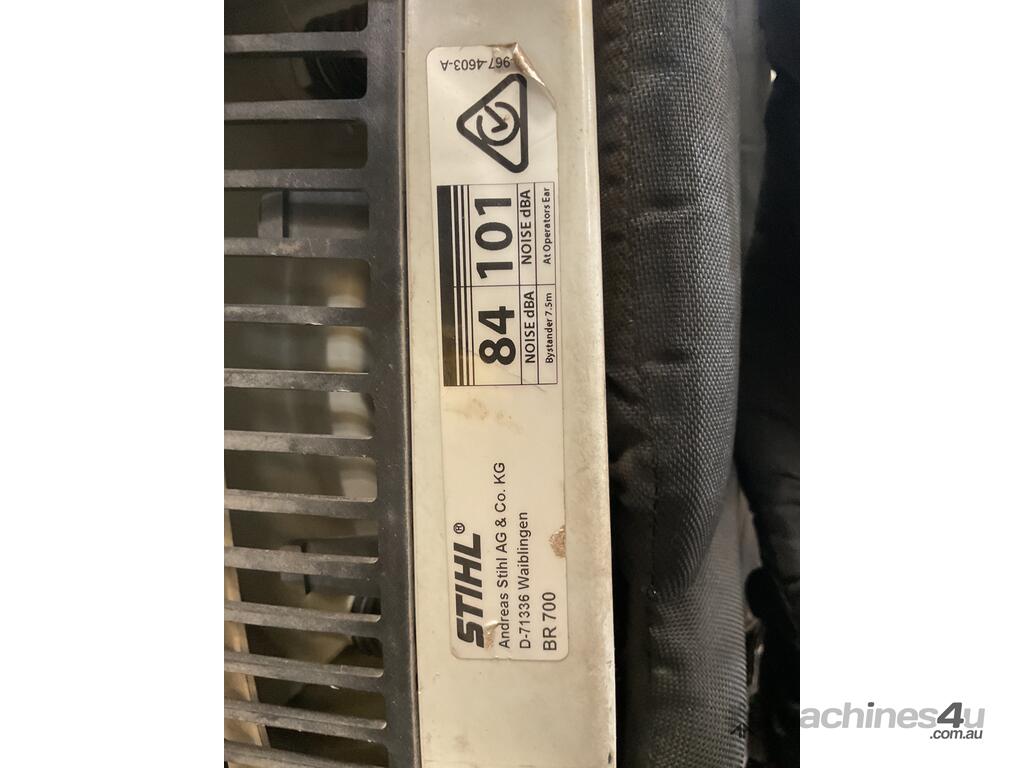 STIHL®
Andreas Stihl AG & Co. KG
D-71336 Waiblingen
BR 700
84 101
NOISE dBA NOISE dBA
Bystander 7.5m At Operators Ear
-967-4603-A
achines4u
.com.au